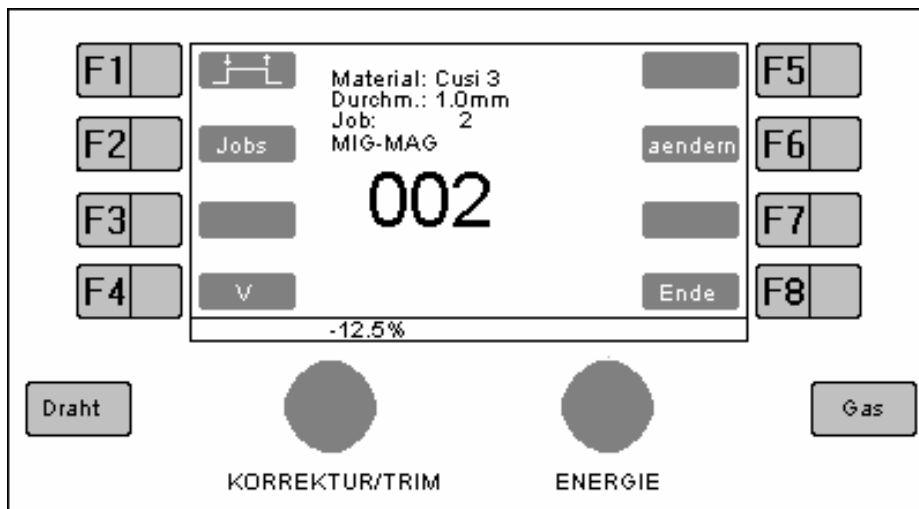 F1
Material: Cusi 3
F5
Durchm.: 1.0mm
Job: 2
F2
Jobs
MIG-MAG
aendern
F6
002
F3
F7
F4
V
Ende
F8
-12.5%
Draht
Gas
KORREKTUR/TRIM
ENERGIE